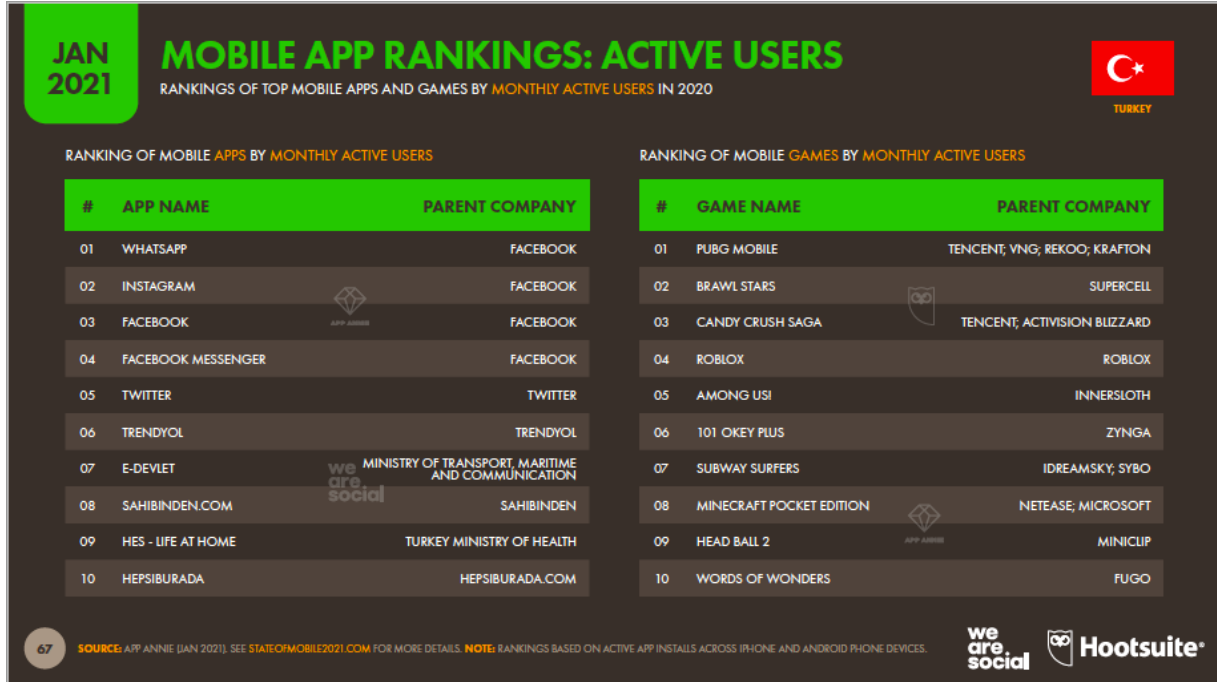 JAN
2021
MOBILE APP RANKINGS: ACTIVE USERS
RANKINGS OF TOP MOBILE APPS AND GAMES BY MONTHLY ACTIVE USERS IN 2020
TURKEY
RANKING OF MOBILE APPS BY MONTHLY ACTIVE USERS
# APP NAME PARENT COMPANY
01 WHATSAPP FACEBOOK
02 INSTAGRAM FACEBOOK
03 FACEBOOK FACEBOOK
04 FACEBOOK MESSENGER FACEBOOK
05 TWITTER TWITTER
06 TRENDYOL TRENDYOL
07 E-DEVLET MINISTRY OF TRANSPORT, MARITIME
AND COMMUNICATION
08 SAHIBINDEN.COM SAHIBINDEN
09 HES - LIFE AT HOME TURKEY MINISTRY OF HEALTH
10 HEPSIBURADA HEPSIBURADA.COM
APP ANNIE
we
are
social
RANKING OF MOBILE GAMES BY MONTHLY ACTIVE USERS
# GAME NAME PARENT COMPANY
01 PUBG MOBILE TENCENT; VNG; REKOO; KRAFTON
02 BRAWL STARS SUPERCELL
03 CANDY CRUSH SAGA TENCENT; ACTIVISION BLIZZARD
04 ROBLOX ROBLOX
05 AMONG US! INNERSLOTH
06 101 OKEY PLUS ZYNGA
07 SUBWAY SURFERS IDREAMSKY; SYBO
08 MINECRAFT POCKET EDITION NETEASE; MICROSOFT
09 HEAD BALL 2 MINICLIP
10 WORDS OF WONDERS FUGO
APP ANNIE
67
SOURCE: APP ANNIE (JAN 2021). SEE STATEOFMOBILE2021.COM FOR MORE DETAILS. NOTE: RANKINGS BASED ON ACTIVE APP INSTALLS ACROSS IPHONE AND ANDROID PHONE DEVICES.
we
are
social
Hootsuite®